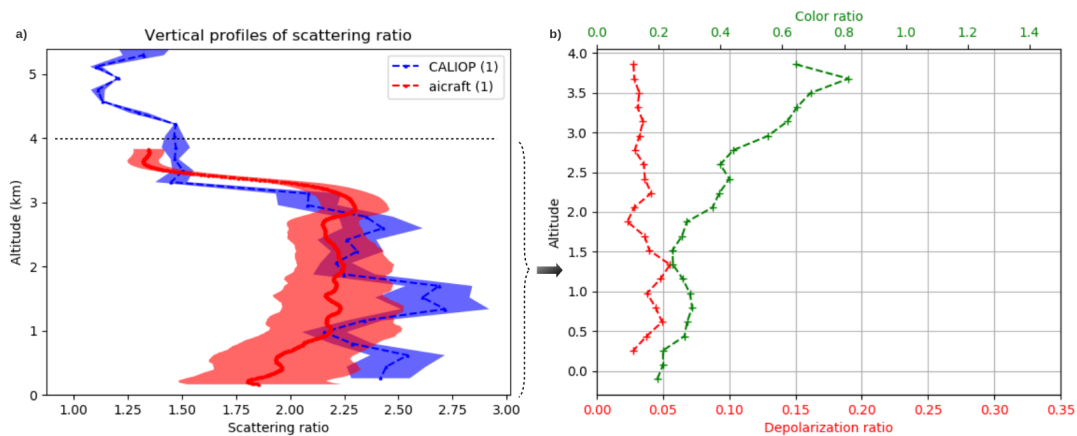 a)
Vertical profiles of scattering ratio
CALIOP (1)
aicraft (1)
5
4
3
2
1
0
Altitude (km)
1.00 1.25 1.50 1.75 2.00 2.25 2.50 2.75 3.00
Scattering ratio
b)
Color ratio
0.0 0.2 0.4 0.6 0.8 1.0 1.2 1.4
4.0
3.5
3.0
2.5
2.0
1.5
1.0
0.5
0.0
Altitude
0.00 0.05 0.10 0.15 0.20 0.25 0.30 0.35
Depolarization ratio